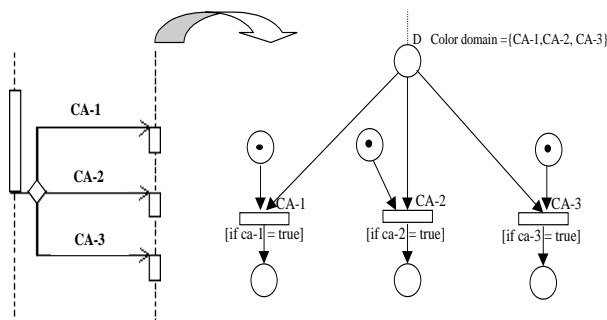 D Color domain ={CA-1,CA-2, CA-3}
CA-1
CA-2
CA-3
CA-1
[if ca-1 = true]
CA-2
[if ca-2 = true]
CA-3
[if ca-3 = true]